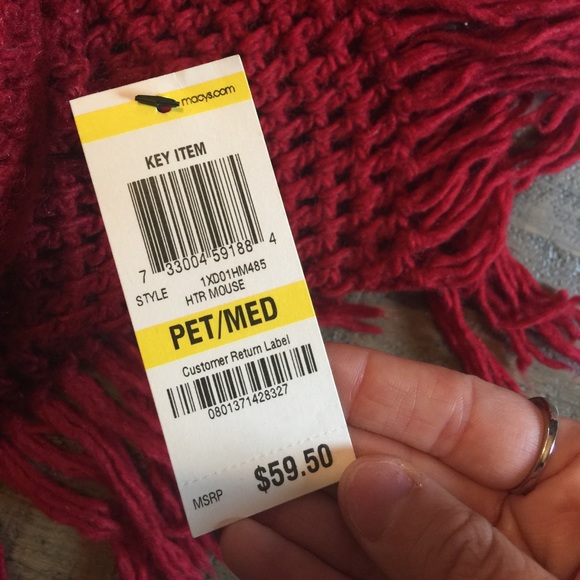 macys.com
KEY ITEM
7 33004 59188 4
STYLE 1XD01HM485
HTR MOUSE
PET/MED
Customer Return Label
0801371428327
MSRP $59.50